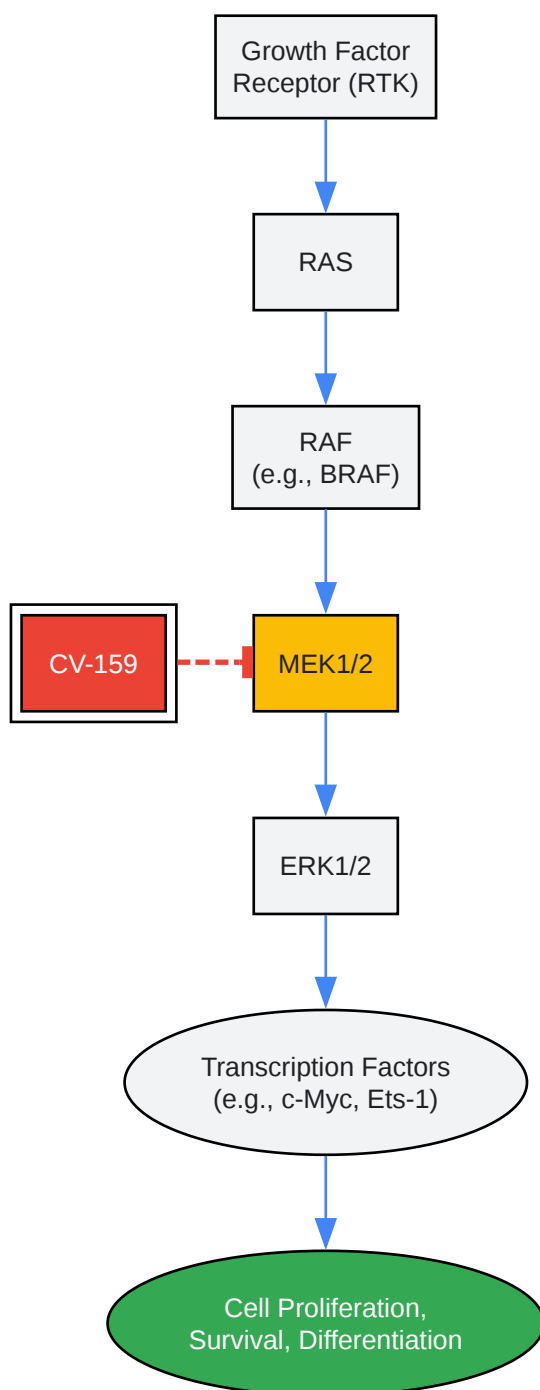 Growth Factor
Receptor (RTK)
RAS
RAF
(e.g., BRAF)
CV-159
MEK1/2
ERK1/2
Transcription Factors
(e.g., c-Myc, Ets-1)
Cell Proliferation,
Survival, Differentiation